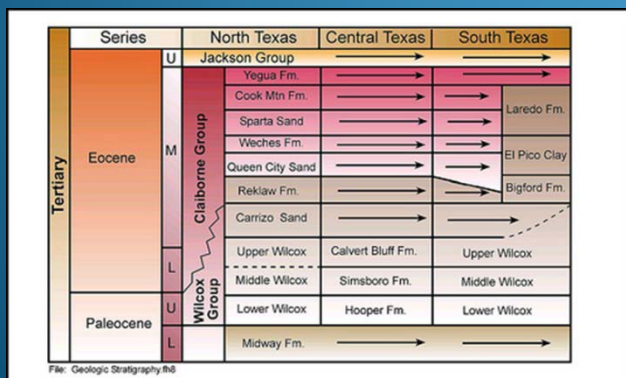 Series North Texas Central Texas South Texas
Tertiary
Eocene
Paleocene
U
M
L
U
L
Jackson Group
Claiborne Group
Wilcox Group
Yegua Fm.
Cook Mtn Fm.
Sparta Sand
Laredo Fm.
Weches Fm.
Queen City Sand
El Pico Clay
Reklaw Fm.
Bigford Fm.
Carrizo Sand
Upper Wilcox Calvert Bluff Fm. Upper Wilcox
Middle Wilcox Simsboro Fm. Middle Wilcox
Lower Wilcox Hooper Fm. Lower Wilcox
Midway Fm.
File: Geologic Stratigraphy.fh8